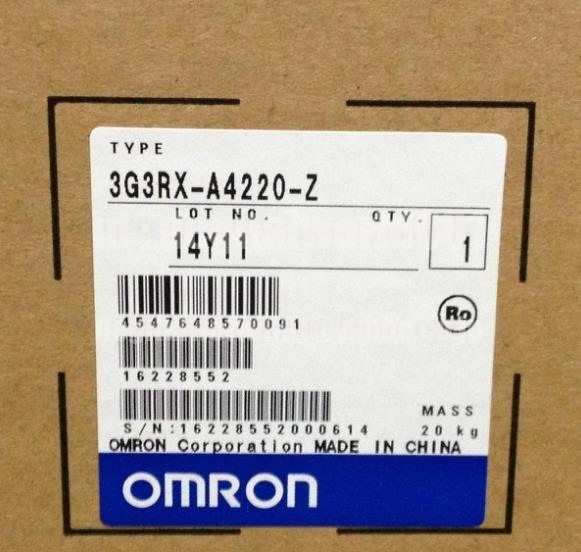 TYPE
3G3RX-A4220-Z
LOT NO. QTY.
14Y11 1
4547648570091
Ro
16228552
MASS
S/N:16228552000614 20 kg
OMRON Corporation MADE IN CHINA
OMRON